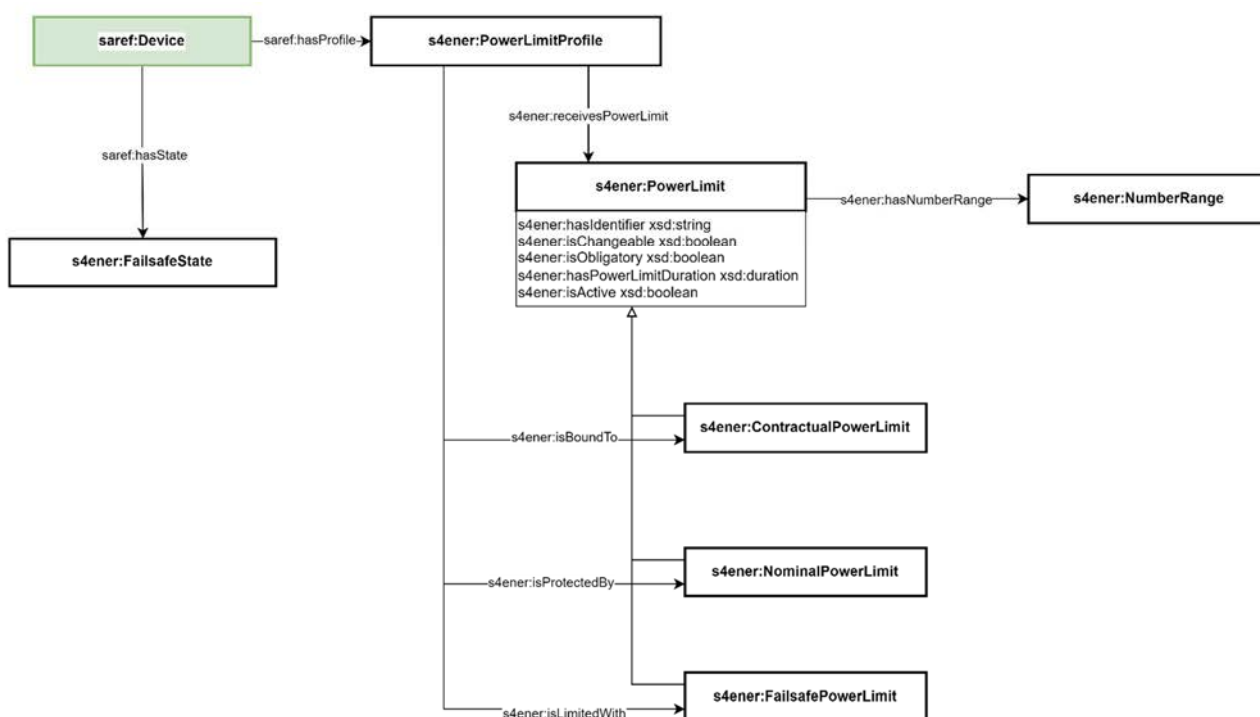 saref:Device
saref:hasProfile
s4ener:PowerLimitProfile
s4ener:receivesPowerLimit
saref:hasState
s4ener:PowerLimit
s4ener:hasNumberRange
s4ener:NumberRange
s4ener:hasIdentifier xsd:string
s4ener:isChangeable xsd:boolean
s4ener:isObligatory xsd:boolean
s4ener:hasPowerLimitDuration xsd:duration
s4ener:isActive xsd:boolean
s4ener:FailsafeState
s4ener:ContractualPowerLimit
s4ener:isBoundTo
s4ener:NominalPowerLimit
s4ener:isProtectedBy
s4ener:FailsafePowerLimit
s4ener:isLimitedWith